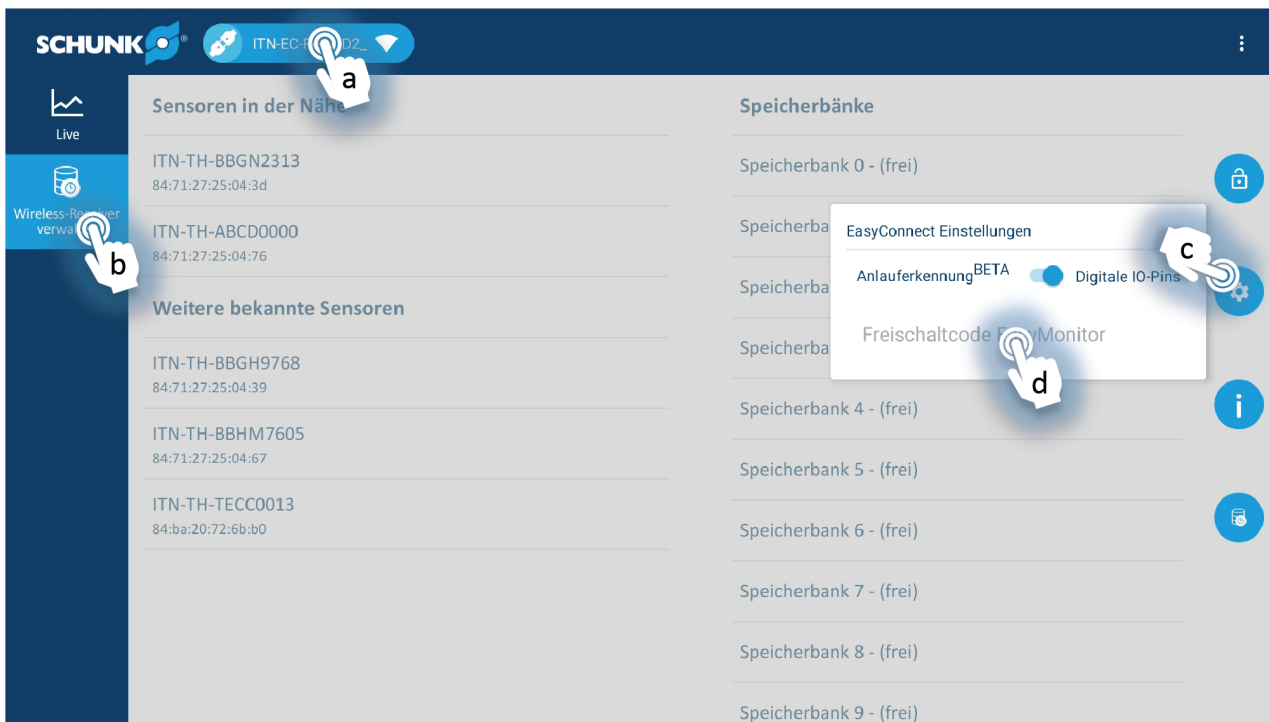 SCHUNK
ITN-EC- D2_
a
Live
Wireless-Receiver
b
Sensoren in der Nähe
ITN-TH-BBGN2313
84:71:27:25:04:3d
ITN-TH-ABCD0000
84:71:27:25:04:76
Weitere bekannte Sensoren
ITN-TH-BBGH9768
84:71:27:25:04:39
ITN-TH-BBHM7605
84:71:27:25:04:67
ITN-TH-TECC0013
84:ba:20:72:6b:b0
Speicherbänke
Speicherbank 0 - (frei)
Speicherba
Speicherba
Speicherba
Speicherbank 4 - (frei)
Speicherbank 5 - (frei)
Speicherbank 6 - (frei)
Speicherbank 7 - (frei)
Speicherbank 8 - (frei)
Speicherbank 9 - (frei)
EasyConnect Einstellungen
c
AnlauferkennungBETA Digitale IO-Pins
Freischaltcode EasyMonitor
d
i